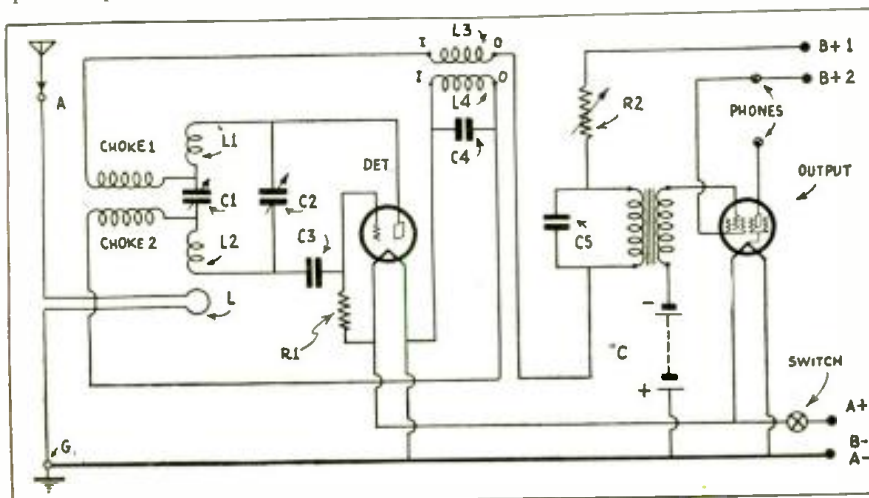 A
CHOKE 1
CHOKE 2
L1
C1
L2
C2
C3
L
R1
DET
I L3 O
I O
L4
C4
R2
C5
B+1
B+2
PHONES
OUTPUT
-
"C
+
SWITCH
A+
B-
A-
G.